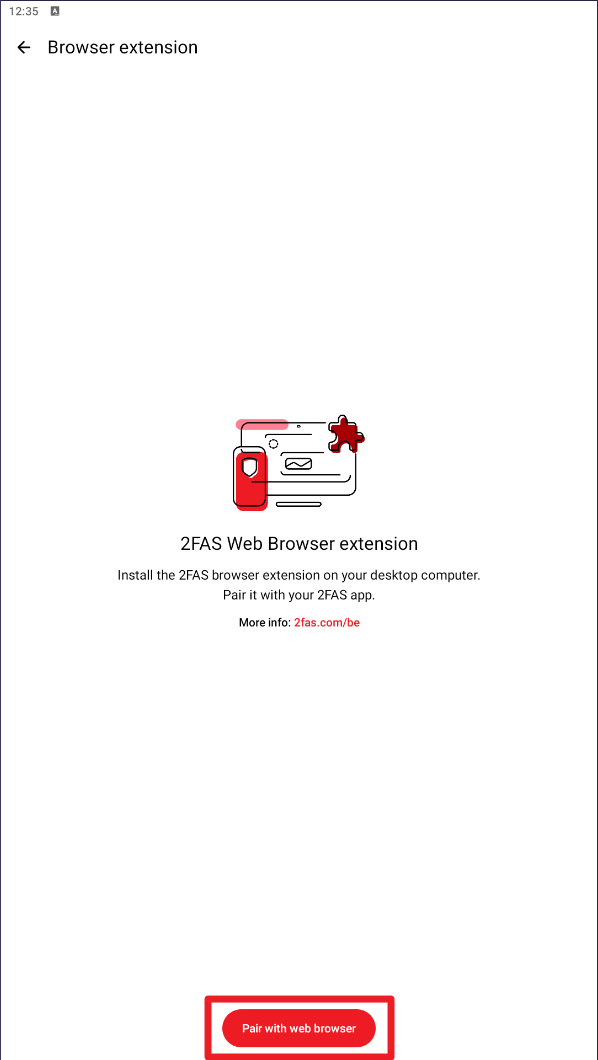 12:35 A
Browser extension
2FAS Web Browser extension
Install the 2FAS browser extension on your desktop computer.
Pair it with your 2FAS app.
More info: 2fas.com/be
Pair with web browser